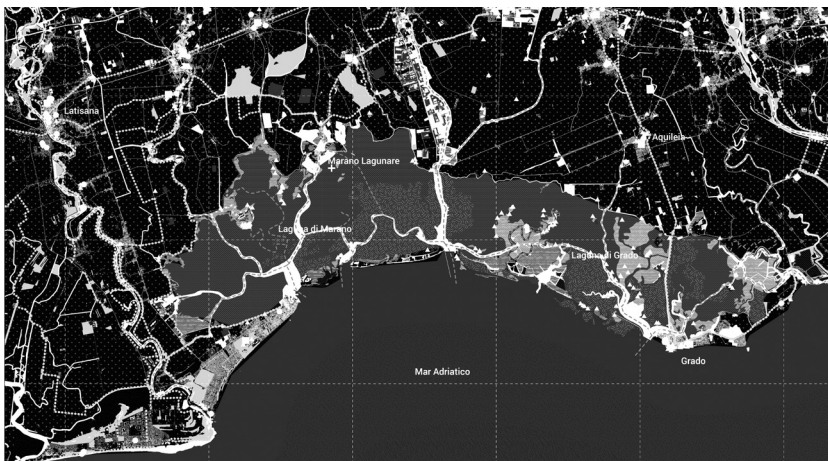 Latisana
Aquileia
Marano Lagunare
Laguna di Marano
Laguna di Grado
Grado
Mar Adriatico